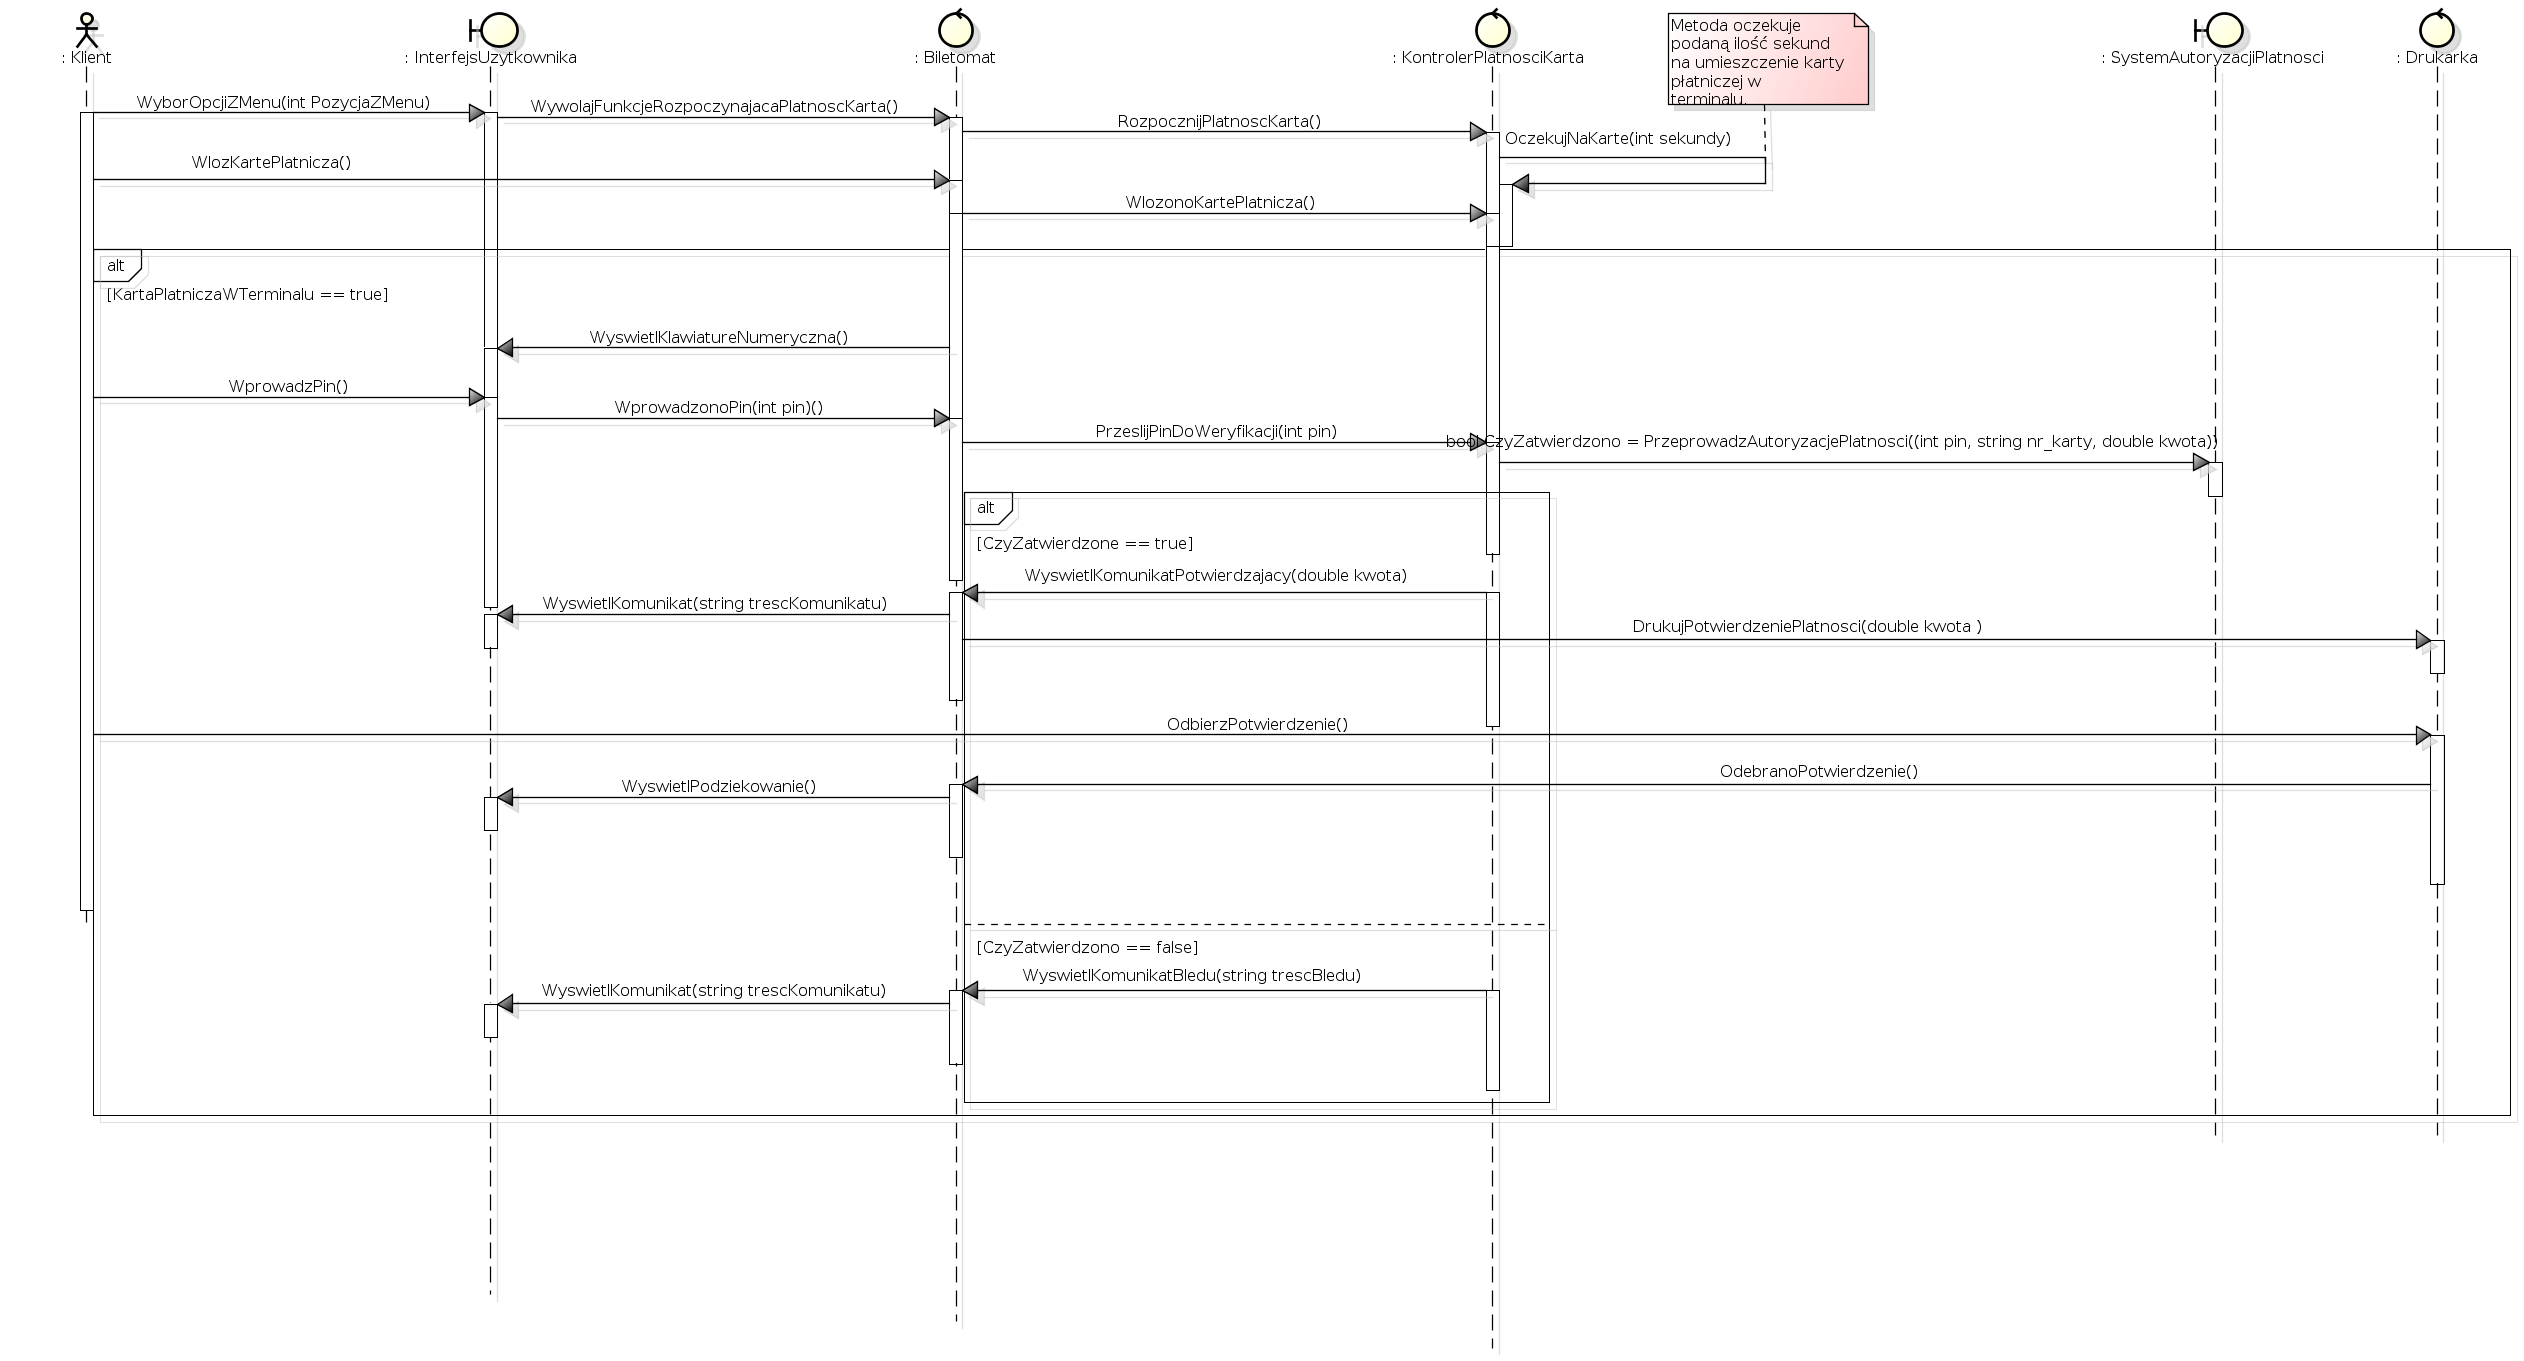 : Klient
: InterfejsUzytkownika
: Biletomat
: KontrolerPlatnosciKarta
Metoda oczekuje
podaną ilość sekund
na umieszczenie karty
płatniczej w
terminalu.
: SystemAutoryzacjiPlatnosci
: Drukarka
WyborOpcjiZMenu(int PozycjaZMenu)
WywolajFunkcjeRozpoczynajacaPlatnoscKarta()
RozpocznijPlatnoscKarta()
OczekujNaKarte(int sekundy)
WlozKartePlatnicza()
WlozonoKartePlatnicza()
alt
[KartaPlatniczaWTerminalu == true]
WyswietlKlawiatureNumeryczna()
WprowadzPin()
WprowadzonoPin(int pin)()
PrzeslijPinDoWeryfikacji(int pin)
bool CzyZatwierdzono = PrzeprowadzAutoryzacjePlatnosci((int pin, string nr_karty, double kwota))
alt
[CzyZatwierdzone == true]
WyswietlKomunikatPotwierdzajacy(double kwota)
WyswietlKomunikat(string trescKomunikatu)
DrukujPotwierdzeniePlatnosci(double kwota )
OdbierzPotwierdzenie()
OdebranoPotwierdzenie()
WyswietlPodziekowanie()
[CzyZatwierdzono == false]
WyswietlKomunikatBledu(string trescBledu)
WyswietlKomunikat(string trescKomunikatu)